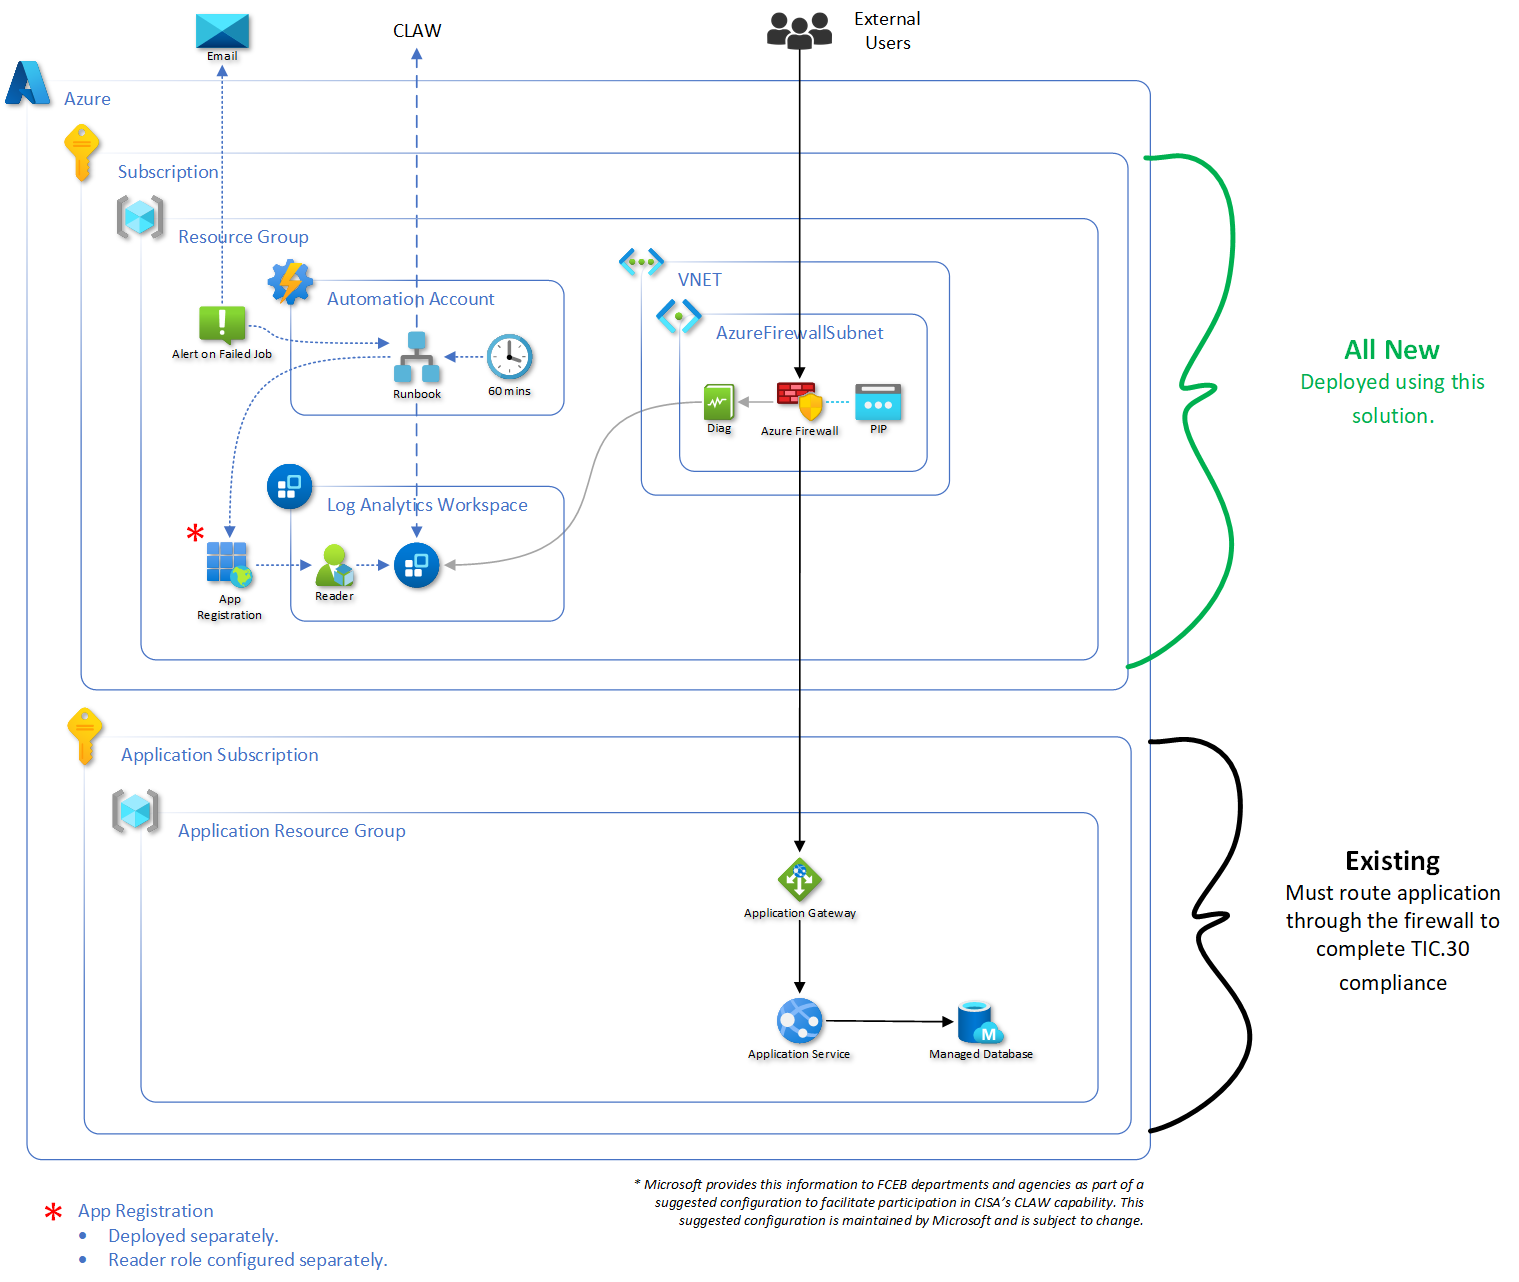 Email
CLAW
External
Users
Azure
Subscription
Resource Group
Automation Account
Alert on Failed Job
Runbook
60 mins
VNET
AzureFirewallSubnet
Diag
Azure Firewall
PIP
Log Analytics Workspace
*
App
Registration
Reader
All New
Deployed using this
solution.
Application Subscription
Application Resource Group
Application Gateway
Application Service
M
Managed Database
Existing
Must route application
through the firewall to
complete TIC.30
compliance
* Microsoft provides this information to FCEB departments and agencies as part of a
suggested configuration to facilitate participation in CISA's CLAW capability. This
suggested configuration is maintained by Microsoft and is subject to change.
* App Registration
• Deployed separately.
• Reader role configured separately.